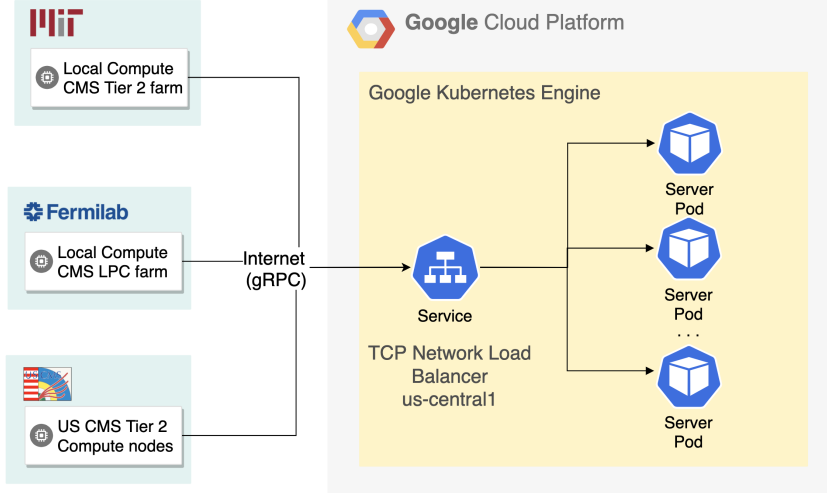 MIT
Local Compute
CMS Tier 2 farm
Fermilab
Local Compute
CMS LPC farm
US CMS Tier 2
Compute nodes
Internet
(gRPC)
Google Cloud Platform
Google Kubernetes Engine
Service
TCP Network Load
Balancer
us-central1
Server
Pod
Server
Pod
. . .
Server
Pod